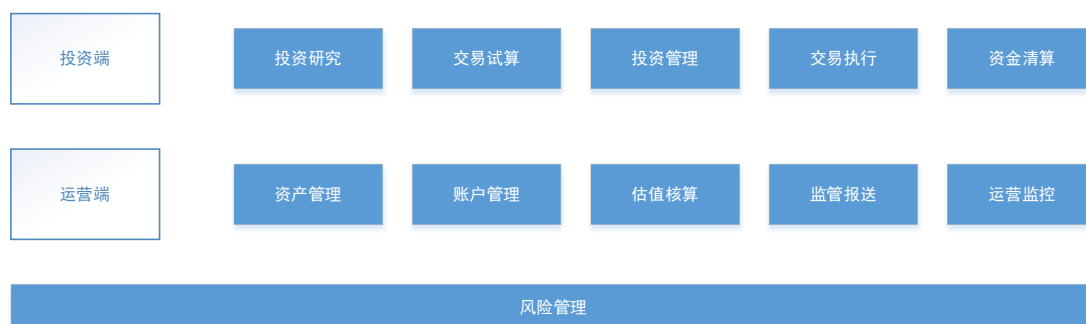 投资端
投资研究
交易试算
投资管理
交易执行
资金清算
运营端
资产管理
账户管理
估值核算
监管报送
运营监控
风险管理